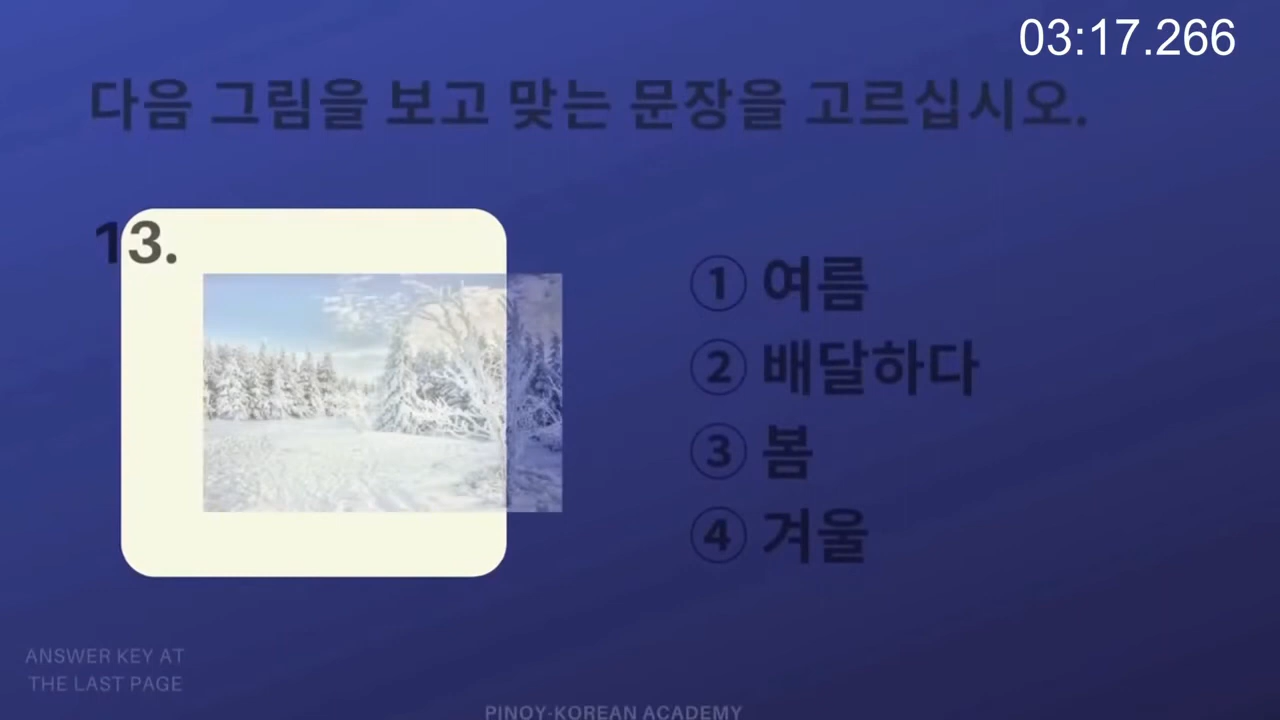 03:17.266
다음 그림을 보고 맞는 문장을 고르십시오.
13.
① 여름
② 배달하다
③ 봄
④ 겨울
ANSWER KEY AT
THE LAST PAGE
PINOY-KOREAN ACADEMY